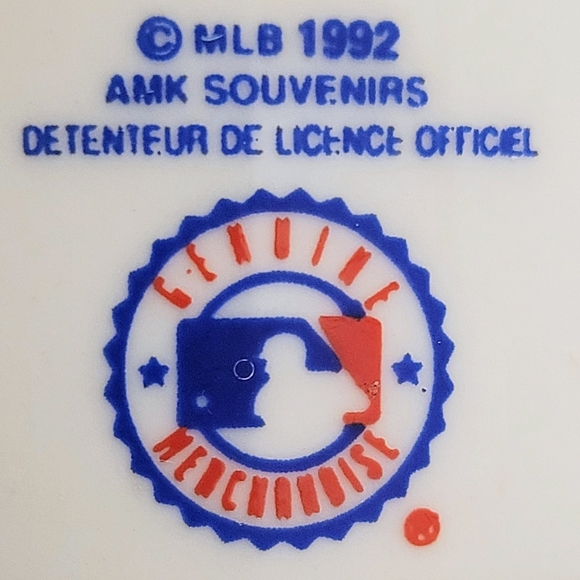 © MLB 1992
AMK SOUVENIRS
DETENTEUR DE LICENCE OFFICIEL
GENUINE
MERCHANDISE